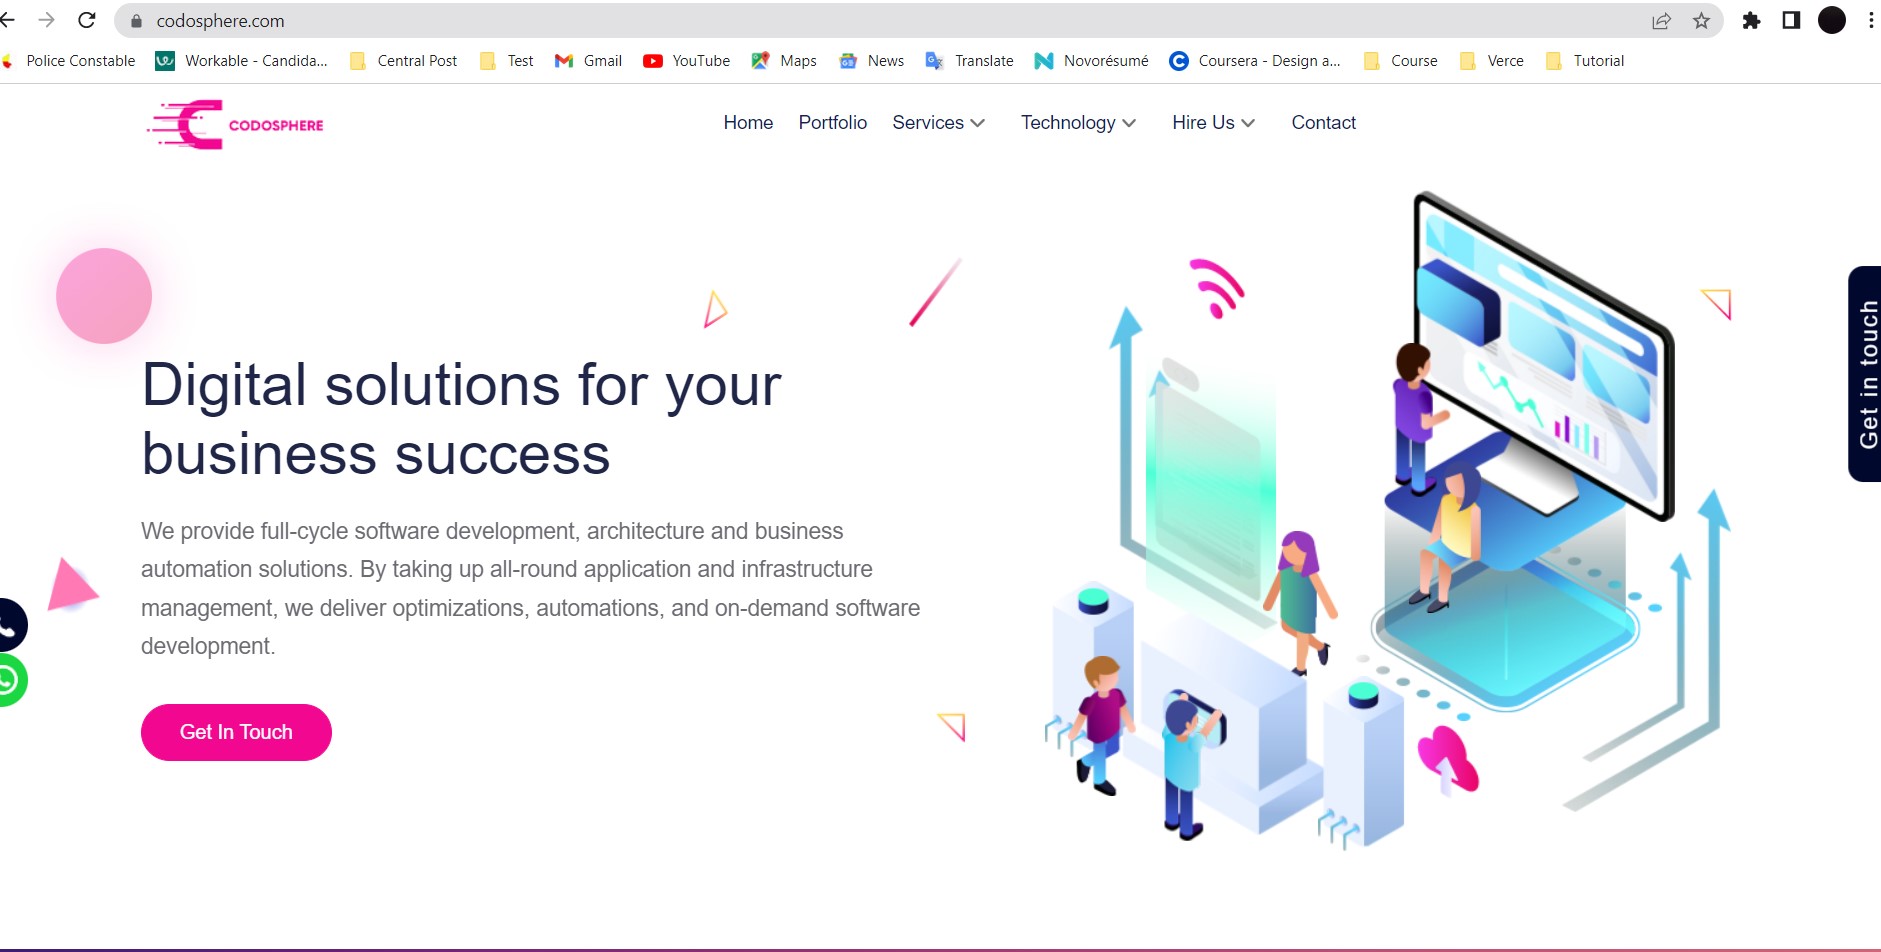 codosphere.com
Police Constable Workable - Candida... Central Post Test Gmail YouTube Maps News Translate Novorésumé Coursera - Design a... Course Verce Tutorial
CODOSPHERE
Home Portfolio Services Technology Hire Us Contact
Digital solutions for your
business success
We provide full-cycle software development, architecture and business
automation solutions. By taking up all-round application and infrastructure
management, we deliver optimizations, automations, and on-demand software
development.
Get In Touch
Get in touch